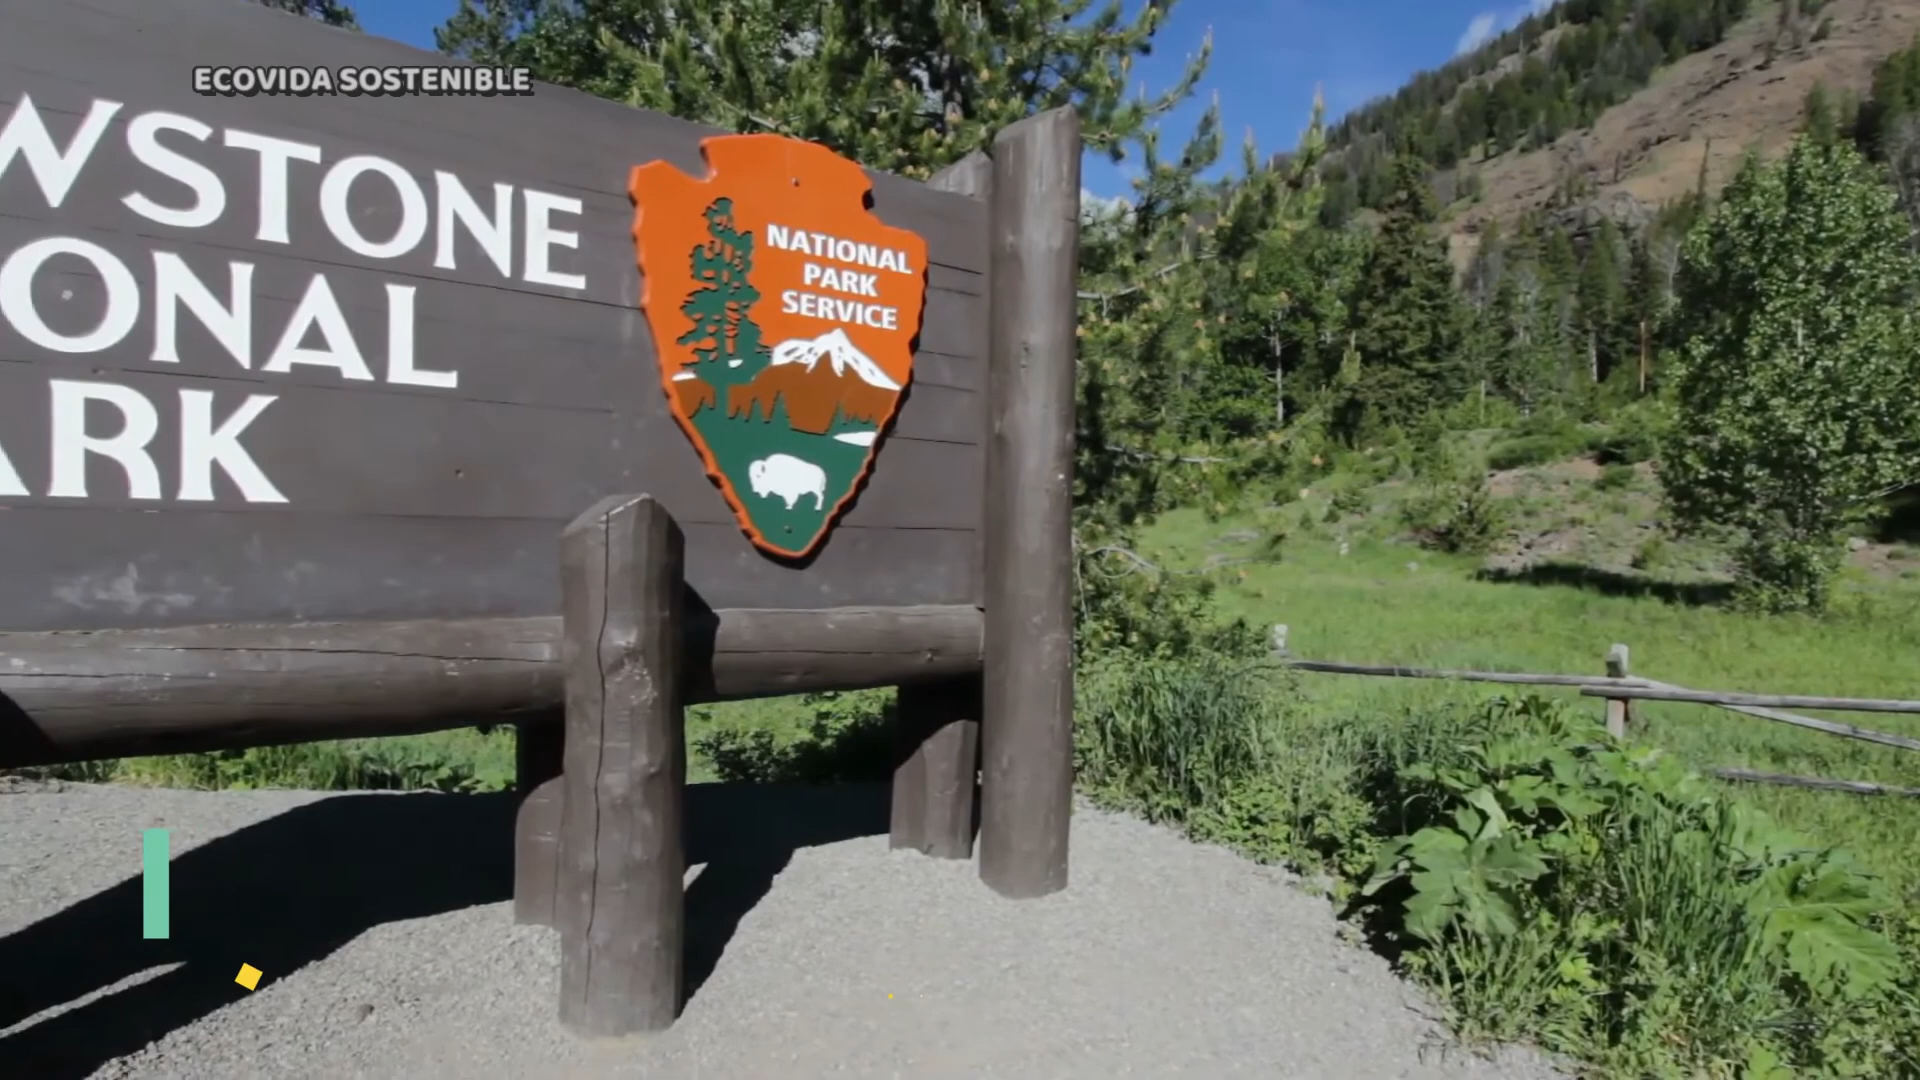 ECOVIDA SOSTENIBLE
WSTONE
ONAL
ARK
NATIONAL
PARK
SERVICE